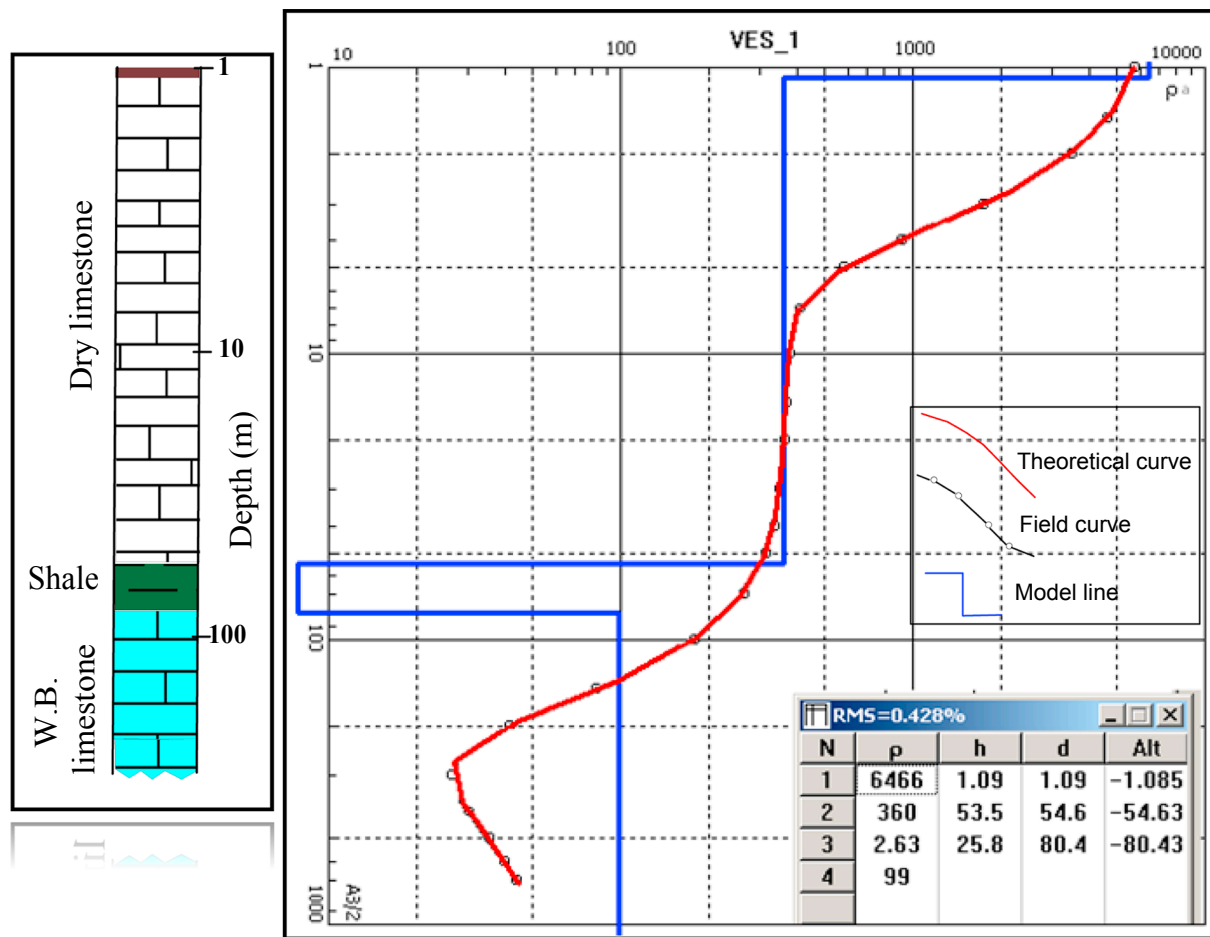 1
Dry limestone
10
Depth (m)
Shale
100
W.B.
limestone
VES_1
10 100 1000 10000
1
ρ a
10
100
1000
AB/2
Theoretical curve
Field curve
Model line
RMS=0.428%
N ρ h d Alt
1 6466 1.09 1.09 -1.085
2 360 53.5 54.6 -54.63
3 2.63 25.8 80.4 -80.43
4 99